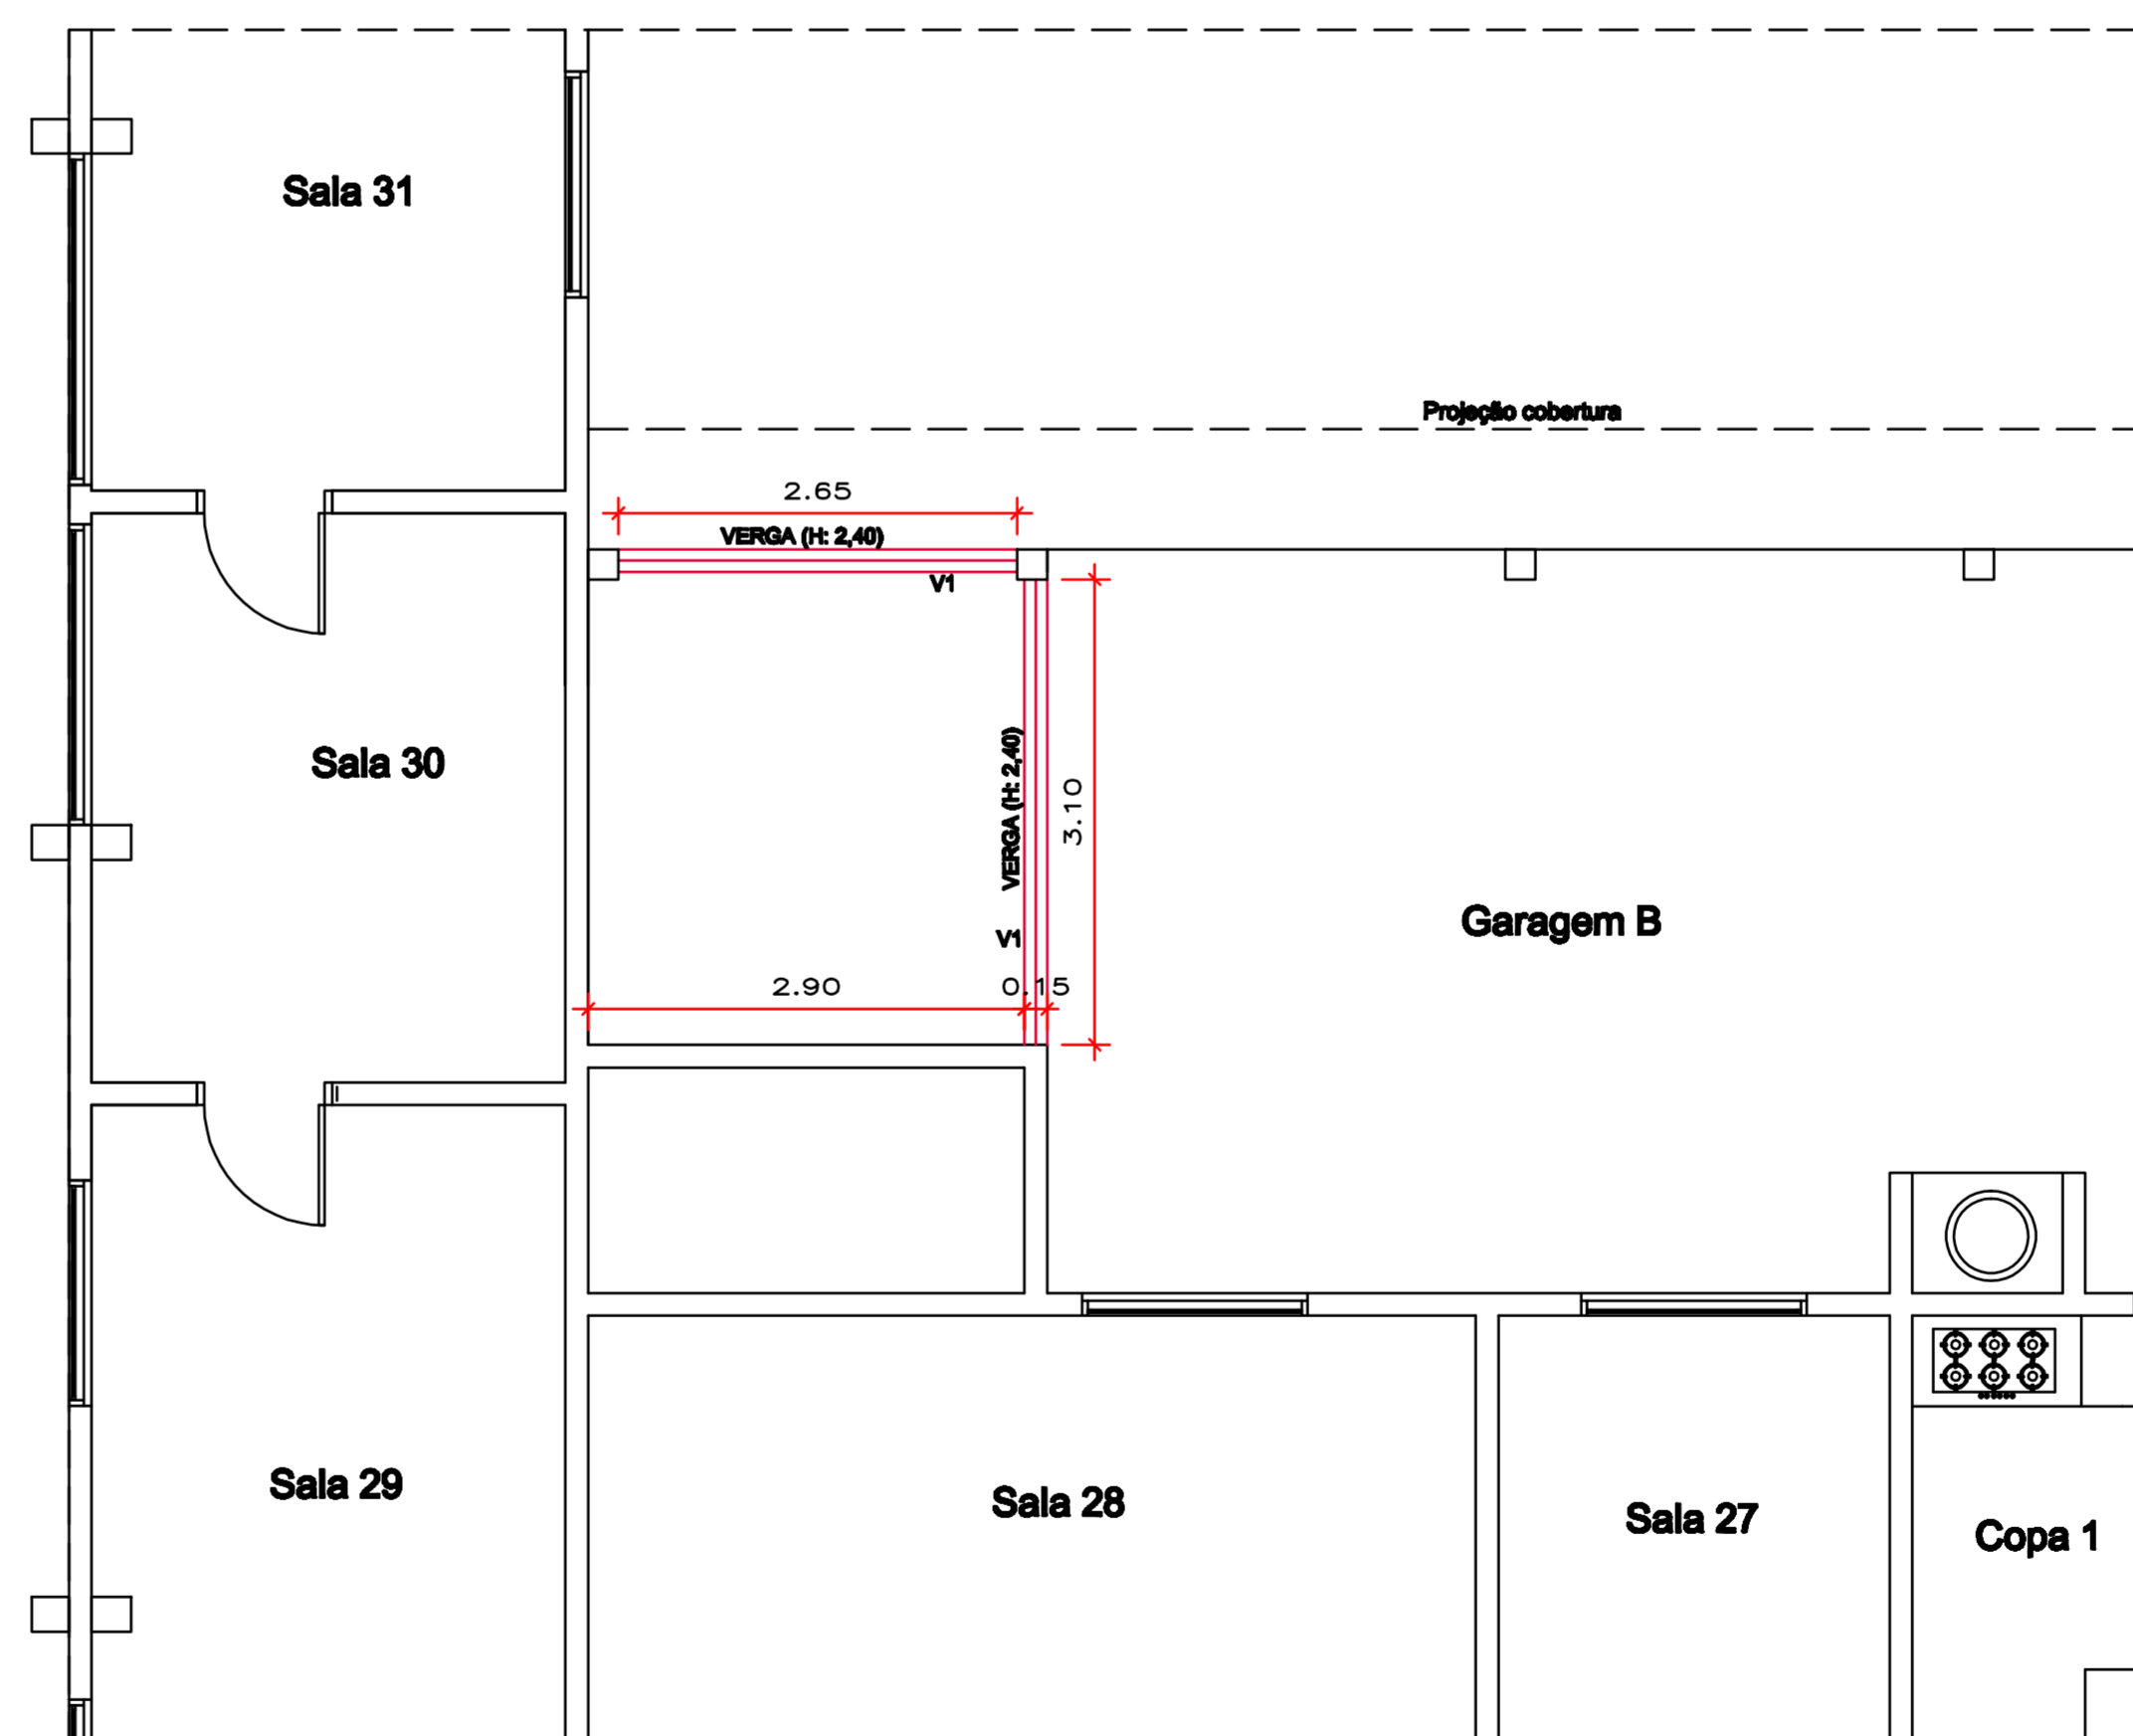 Sala 31
Projeção cobertura
2.65
VERGA (H: 2,40)
V1
Sala 30
VERGA (H: 2,40)
3.10
Garagem B
V1
2.90
0.15
Sala 29
Sala 28
Sala 27
Copa 1